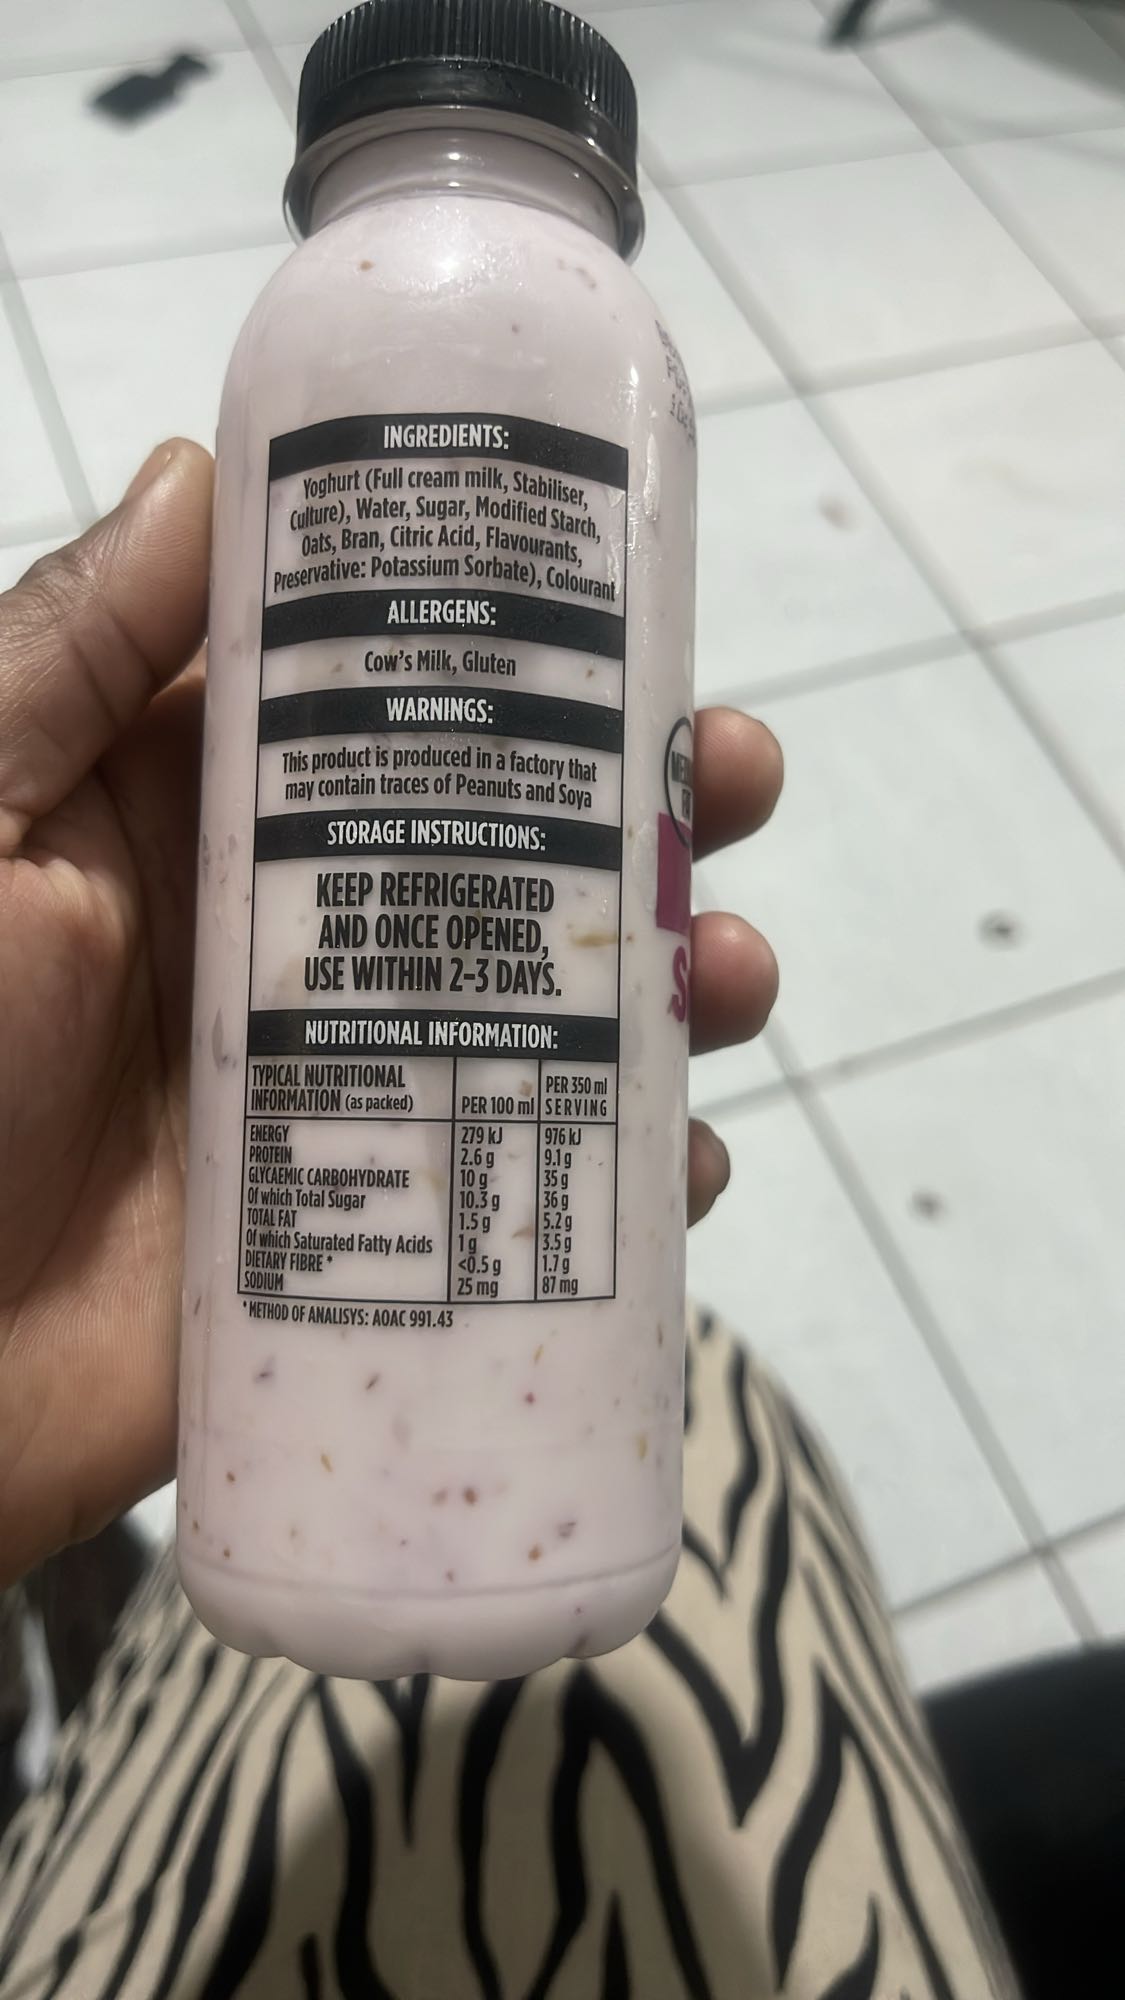 INGREDIENTS:
Yoghurt (Full cream milk, Stabiliser,
Culture), Water, Sugar, Modified Starch,
Oats, Bran, Citric Acid, Flavourants,
Preservative: Potassium Sorbate), Colourant
ALLERGENS:
Cow's Milk, Gluten
WARNINGS:
This product is produced in a factory that
may contain traces of Peanuts and Soya
STORAGE INSTRUCTIONS:
KEEP REFRIGERATED
AND ONCE OPENED,
USE WITHIN 2-3 DAYS.
NUTRITIONAL INFORMATION:
TYPICAL NUTRITIONAL
INFORMATION (as packed) PER 100 ml PER 350 ml SERVING
ENERGY 279 kJ 976 kJ
PROTEIN 2.6 g 9.1 g
GLYCAEMIC CARBOHYDRATE 10 g 35 g
Of which Total Sugar 10.3 g 36 g
TOTAL FAT 1.5 g 5.2 g
Of which Saturated Fatty Acids 1 g 3.5 g
DIETARY FIBRE * <0.5 g 1.7 g
SODIUM 25 mg 87 mg
* METHOD OF ANALISYS: AOAC 991.43